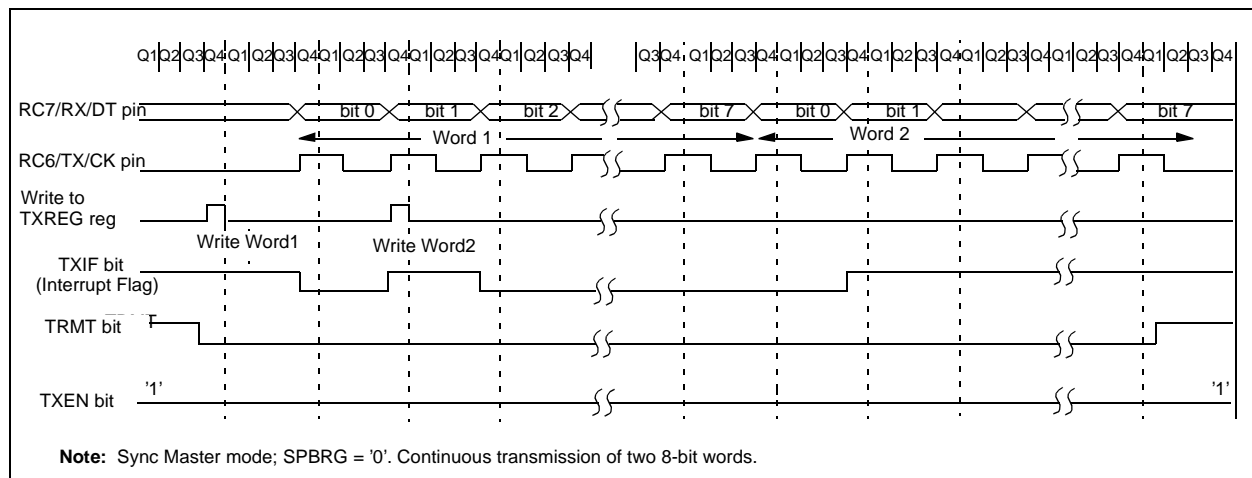 Q1 Q2 Q3 Q4 Q1 Q2 Q3 Q4 Q1 Q2 Q3 Q4 Q1 Q2 Q3 Q4 Q1 Q2 Q3 Q4 Q3 Q4 Q1 Q2 Q3 Q4 Q1 Q2 Q3 Q4 Q1 Q2 Q3 Q4 Q1 Q2 Q3 Q4 Q1 Q2 Q3 Q4 Q1 Q2 Q3 Q4
RC7/RX/DT pin bit 0 bit 1 bit 2 bit 7 bit 0 bit 1 bit 7
Word 1 Word 2
RC6/TX/CK pin
Write to
TXREG reg
Write Word1 Write Word2
TXIF bit
(Interrupt Flag)
TRMT bit
'1' '1'
TXEN bit
Note: Sync Master mode; SPBRG = '0'. Continuous transmission of two 8-bit words.